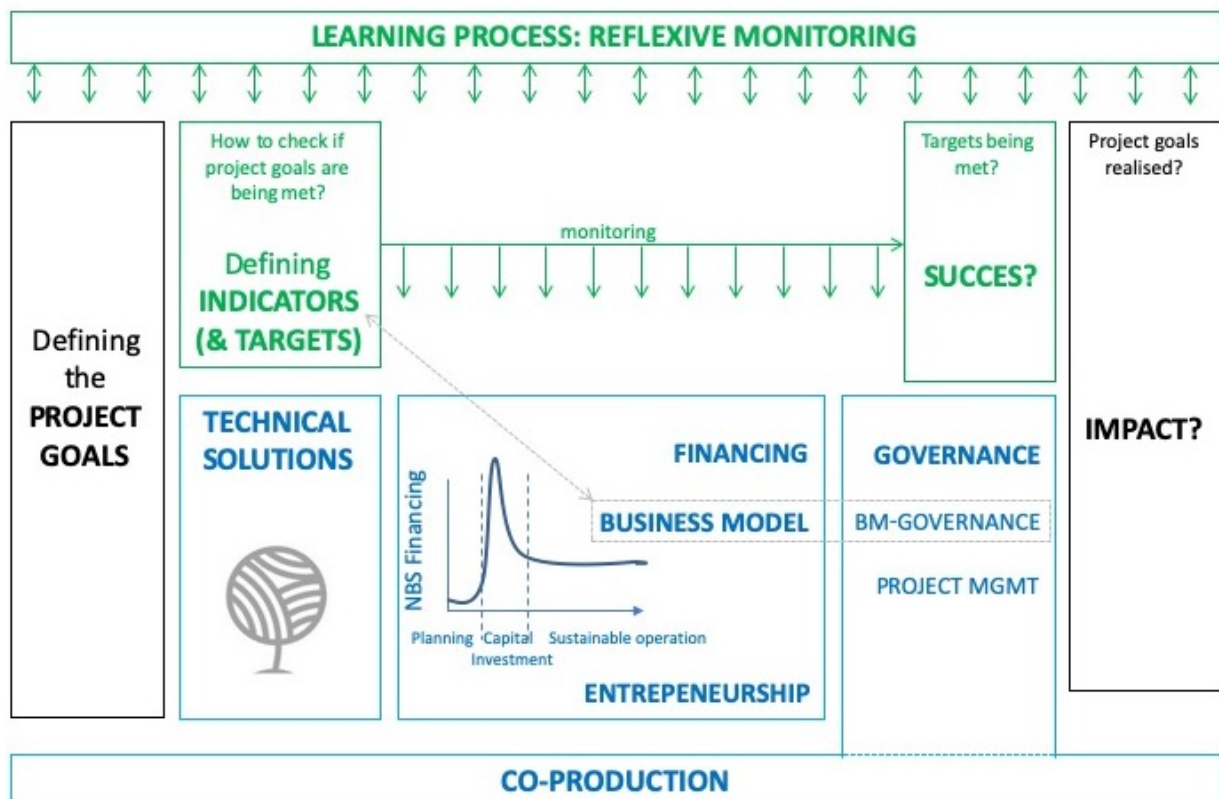 LEARNING PROCESS: REFLEXIVE MONITORING
Defining
the
PROJECT
GOALS
How to check if
project goals are
being met?
Defining
INDICATORS
(& TARGETS)
monitoring
Targets being
met?
SUCCES?
Project goals
realised?
IMPACT?
TECHNICAL
SOLUTIONS
FINANCING
BUSINESS MODEL
NBS Financing
Planning
Capital
Investment
Sustainable operation
ENTREPENEURSHIP
GOVERNANCE
BM-GOVERNANCE
PROJECT MGMT
CO-PRODUCTION